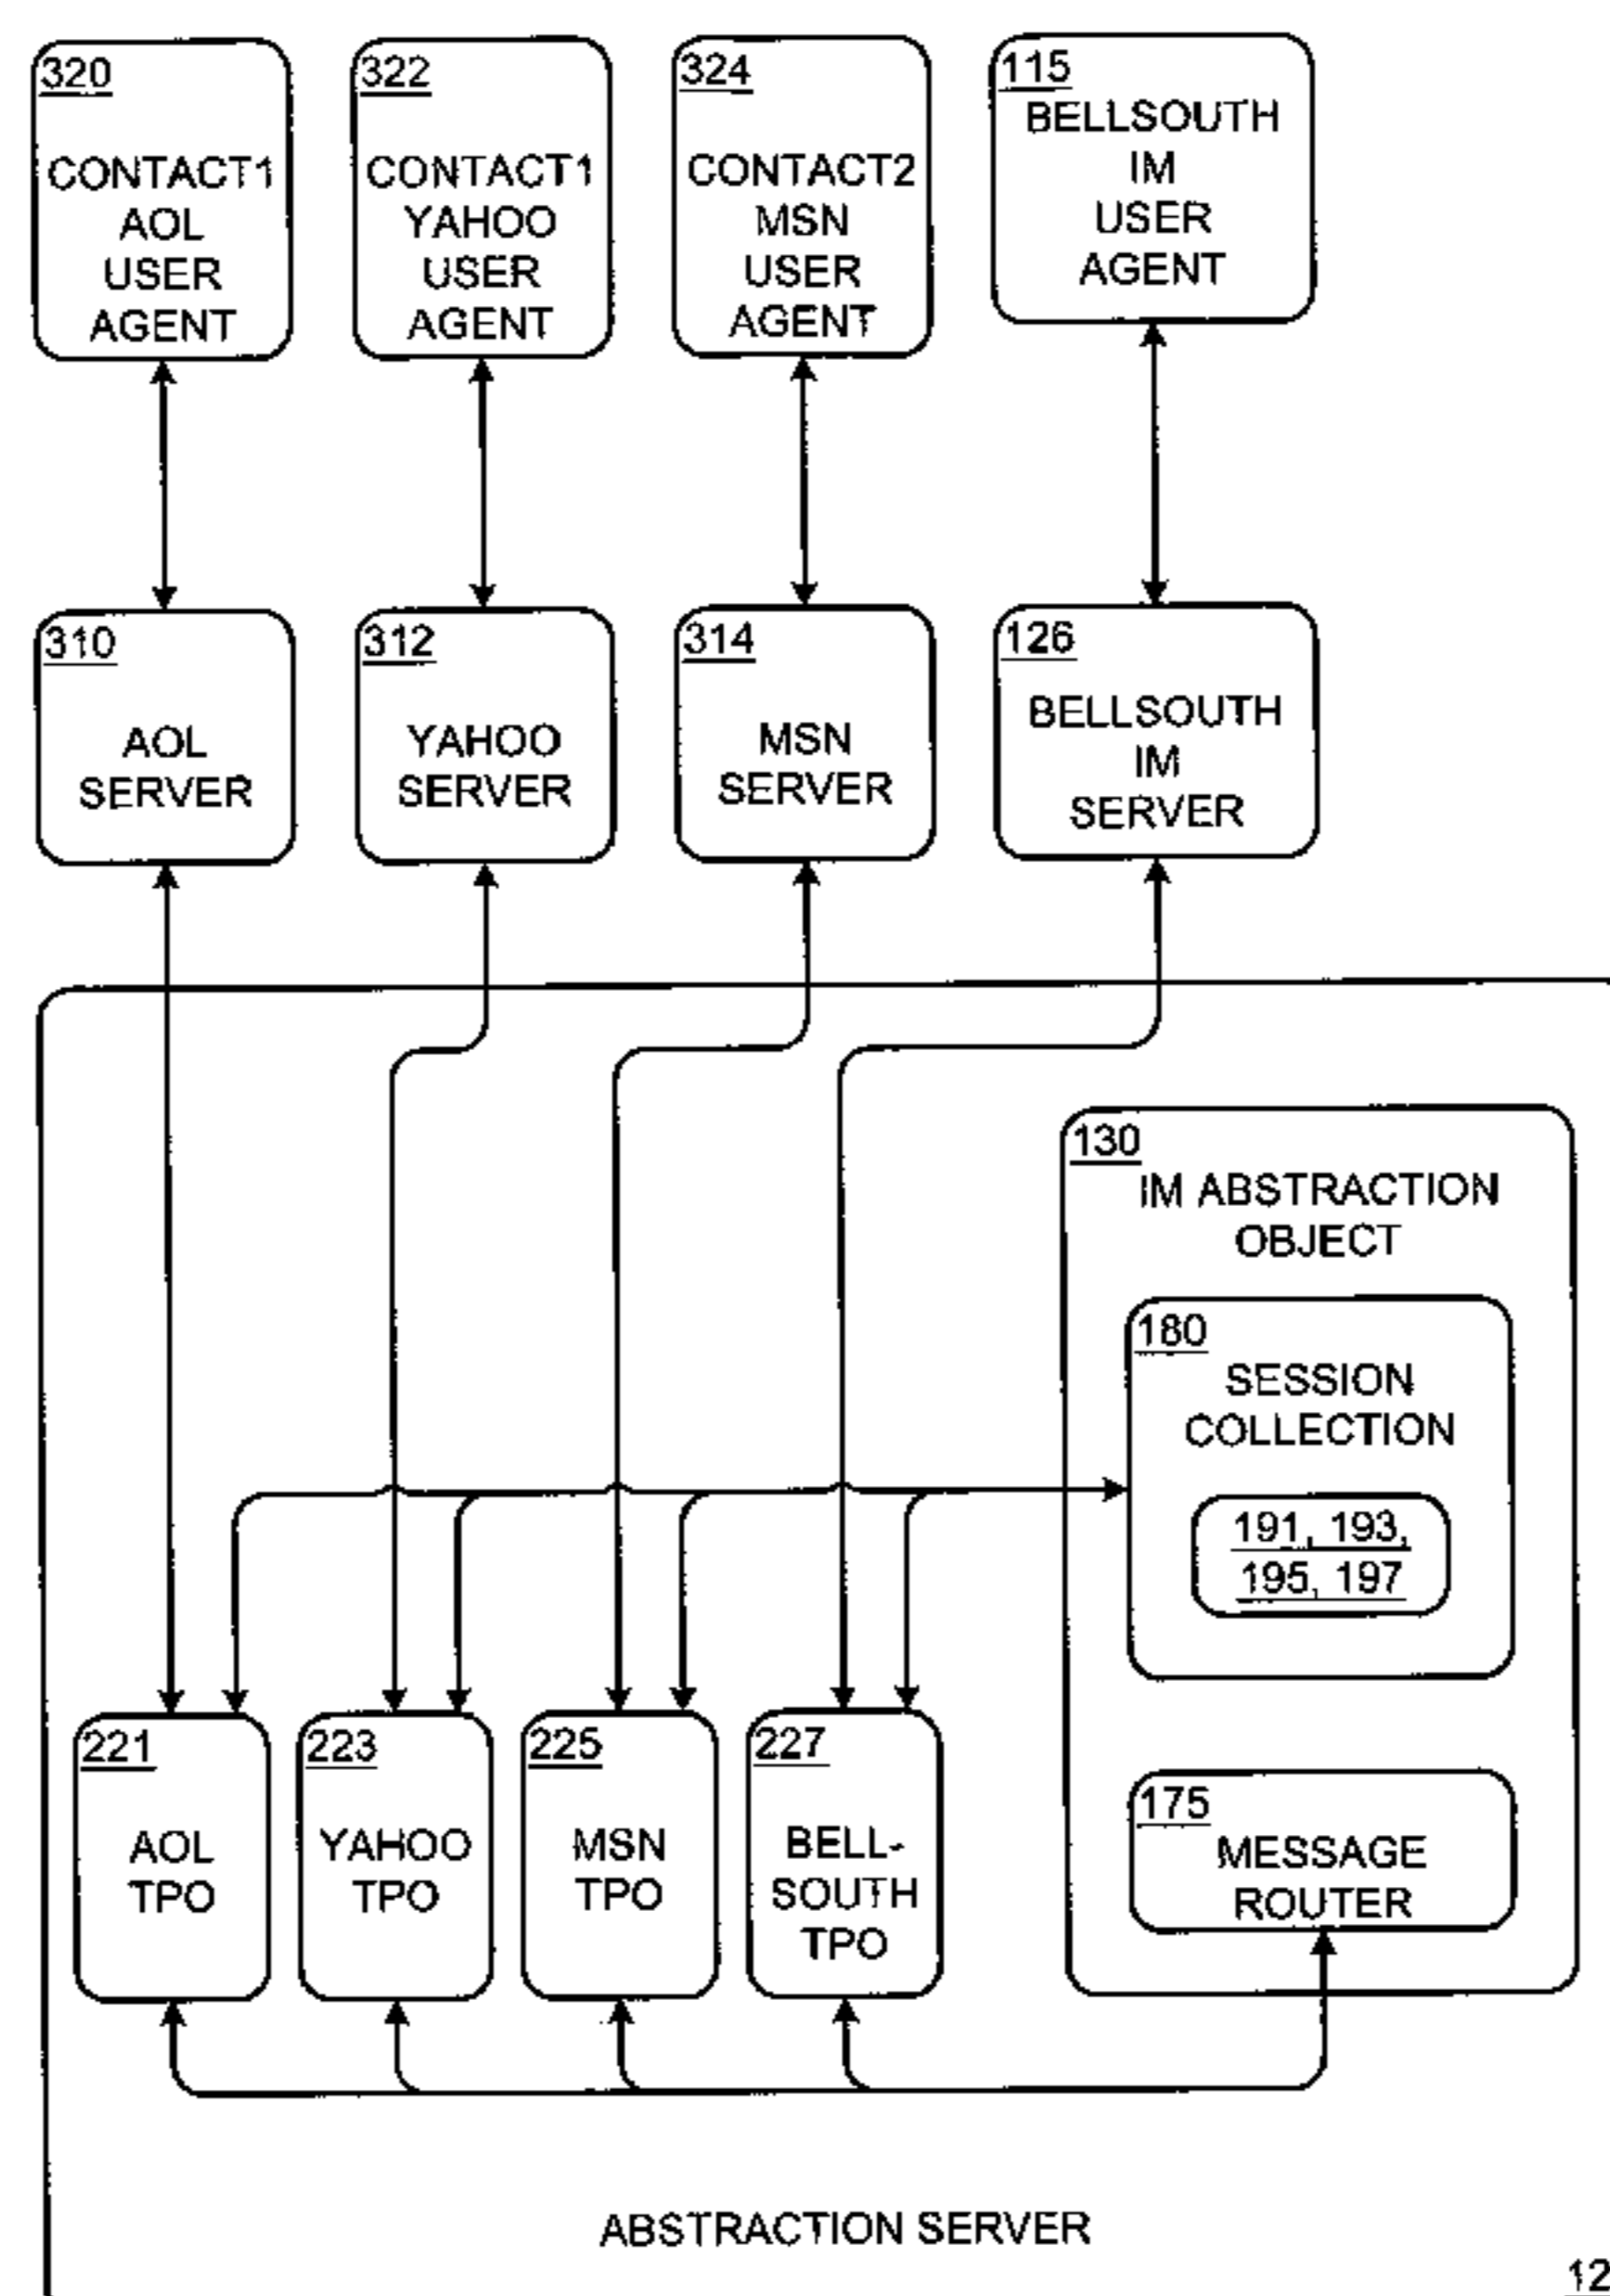 320
CONTACT1
AOL
USER
AGENT
322
CONTACT1
YAHOO
USER
AGENT
324
CONTACT2
MSN
USER
AGENT
115
BELLSOUTH
IM
USER
AGENT
310
AOL
SERVER
312
YAHOO
SERVER
314
MSN
SERVER
126
BELLSOUTH
IM
SERVER
130
IM ABSTRACTION
OBJECT
180
SESSION
COLLECTION
191, 193,
195, 197
221
AOL
TPO
223
YAHOO
TPO
225
MSN
TPO
227
BELL-
SOUTH
TPO
175
MESSAGE
ROUTER
ABSTRACTION SERVER